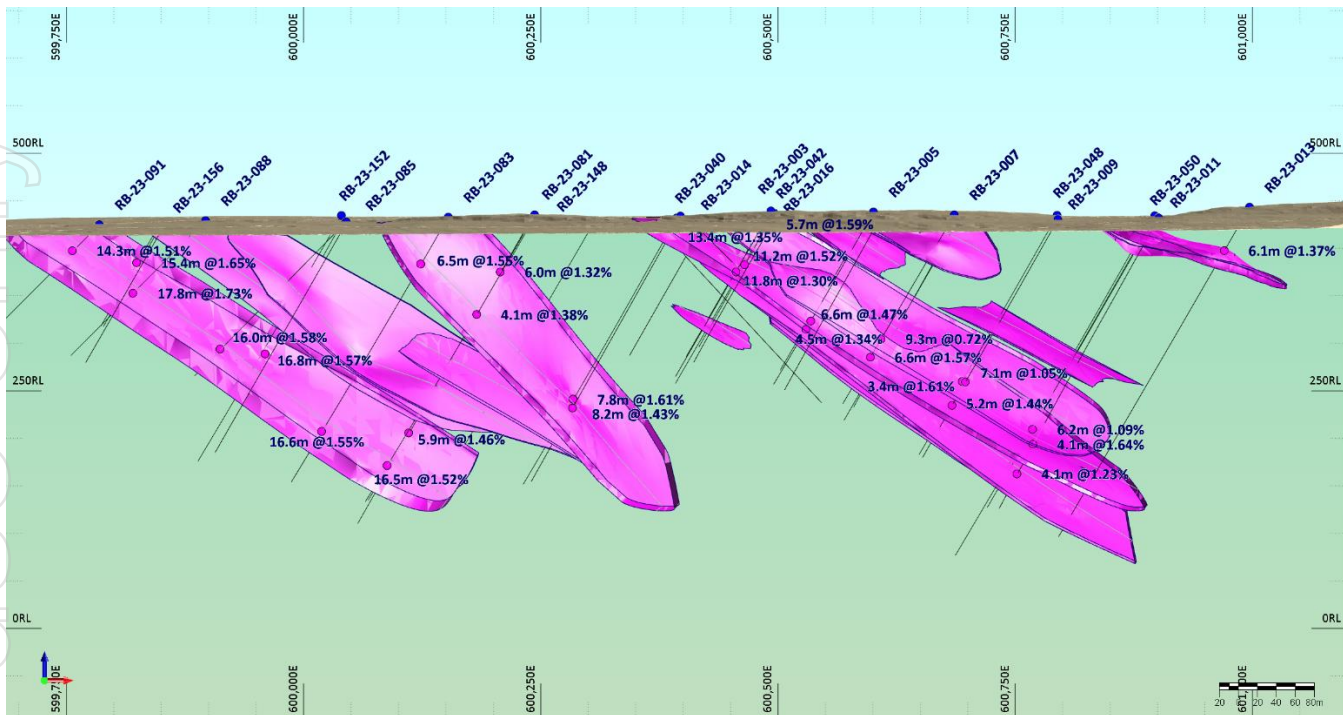 599,750E
600,000E
600,250E
600,500E
600,750E
601,000E
500RL
500RL
RB-23-091
RB-23-156
RB-23-088
RB-23-152
RB-23-085
RB-23-083
RB-23-081
RB-23-148
RB-23-040
RB-23-014
RB-23-003
RB-23-042
RB-23-016
RB-23-005
RB-23-007
RB-23-048
RB-23-009
RB-23-050
RB-23-011
RB-23-013
5.7m @1.59%
13.4m @1.35%
14.3m @1.51%
6.1m @1.37%
11.2m @1.52%
15.4m @1.65%
6.5m @1.55%
6.0m @1.32%
11.8m @1.30%
17.8m @1.73%
4.1m @1.38%
6.6m @1.47%
16.0m @1.58%
4.5m @1.34%
9.3m @0.72%
16.8m @1.57%
6.6m @1.57%
7.1m @1.05%
3.4m @1.61%
250RL
250RL
7.8m @1.61%
5.2m @1.44%
8.2m @1.43%
6.2m @1.09%
16.6m @1.55%
5.9m @1.46%
4.1m @1.64%
4.1m @1.23%
16.5m @1.52%
0RL
0RL
599,750E
600,000E
600,250E
600,500E
600,750E
601,000E
20 0 20 40 60 80m